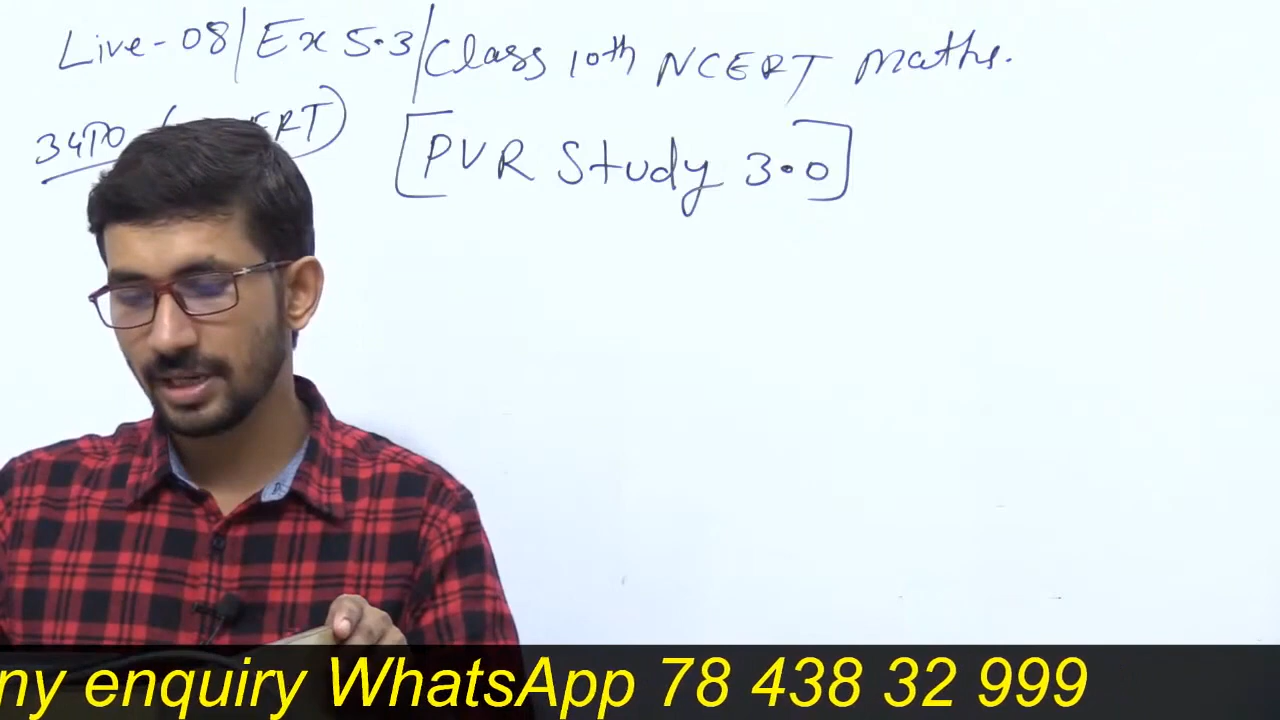 Live-08/Ex 5.3/Class 10th NCERT Maths.
[PVR Study 3.0]
ny enquiry WhatsApp 78 438 32 999